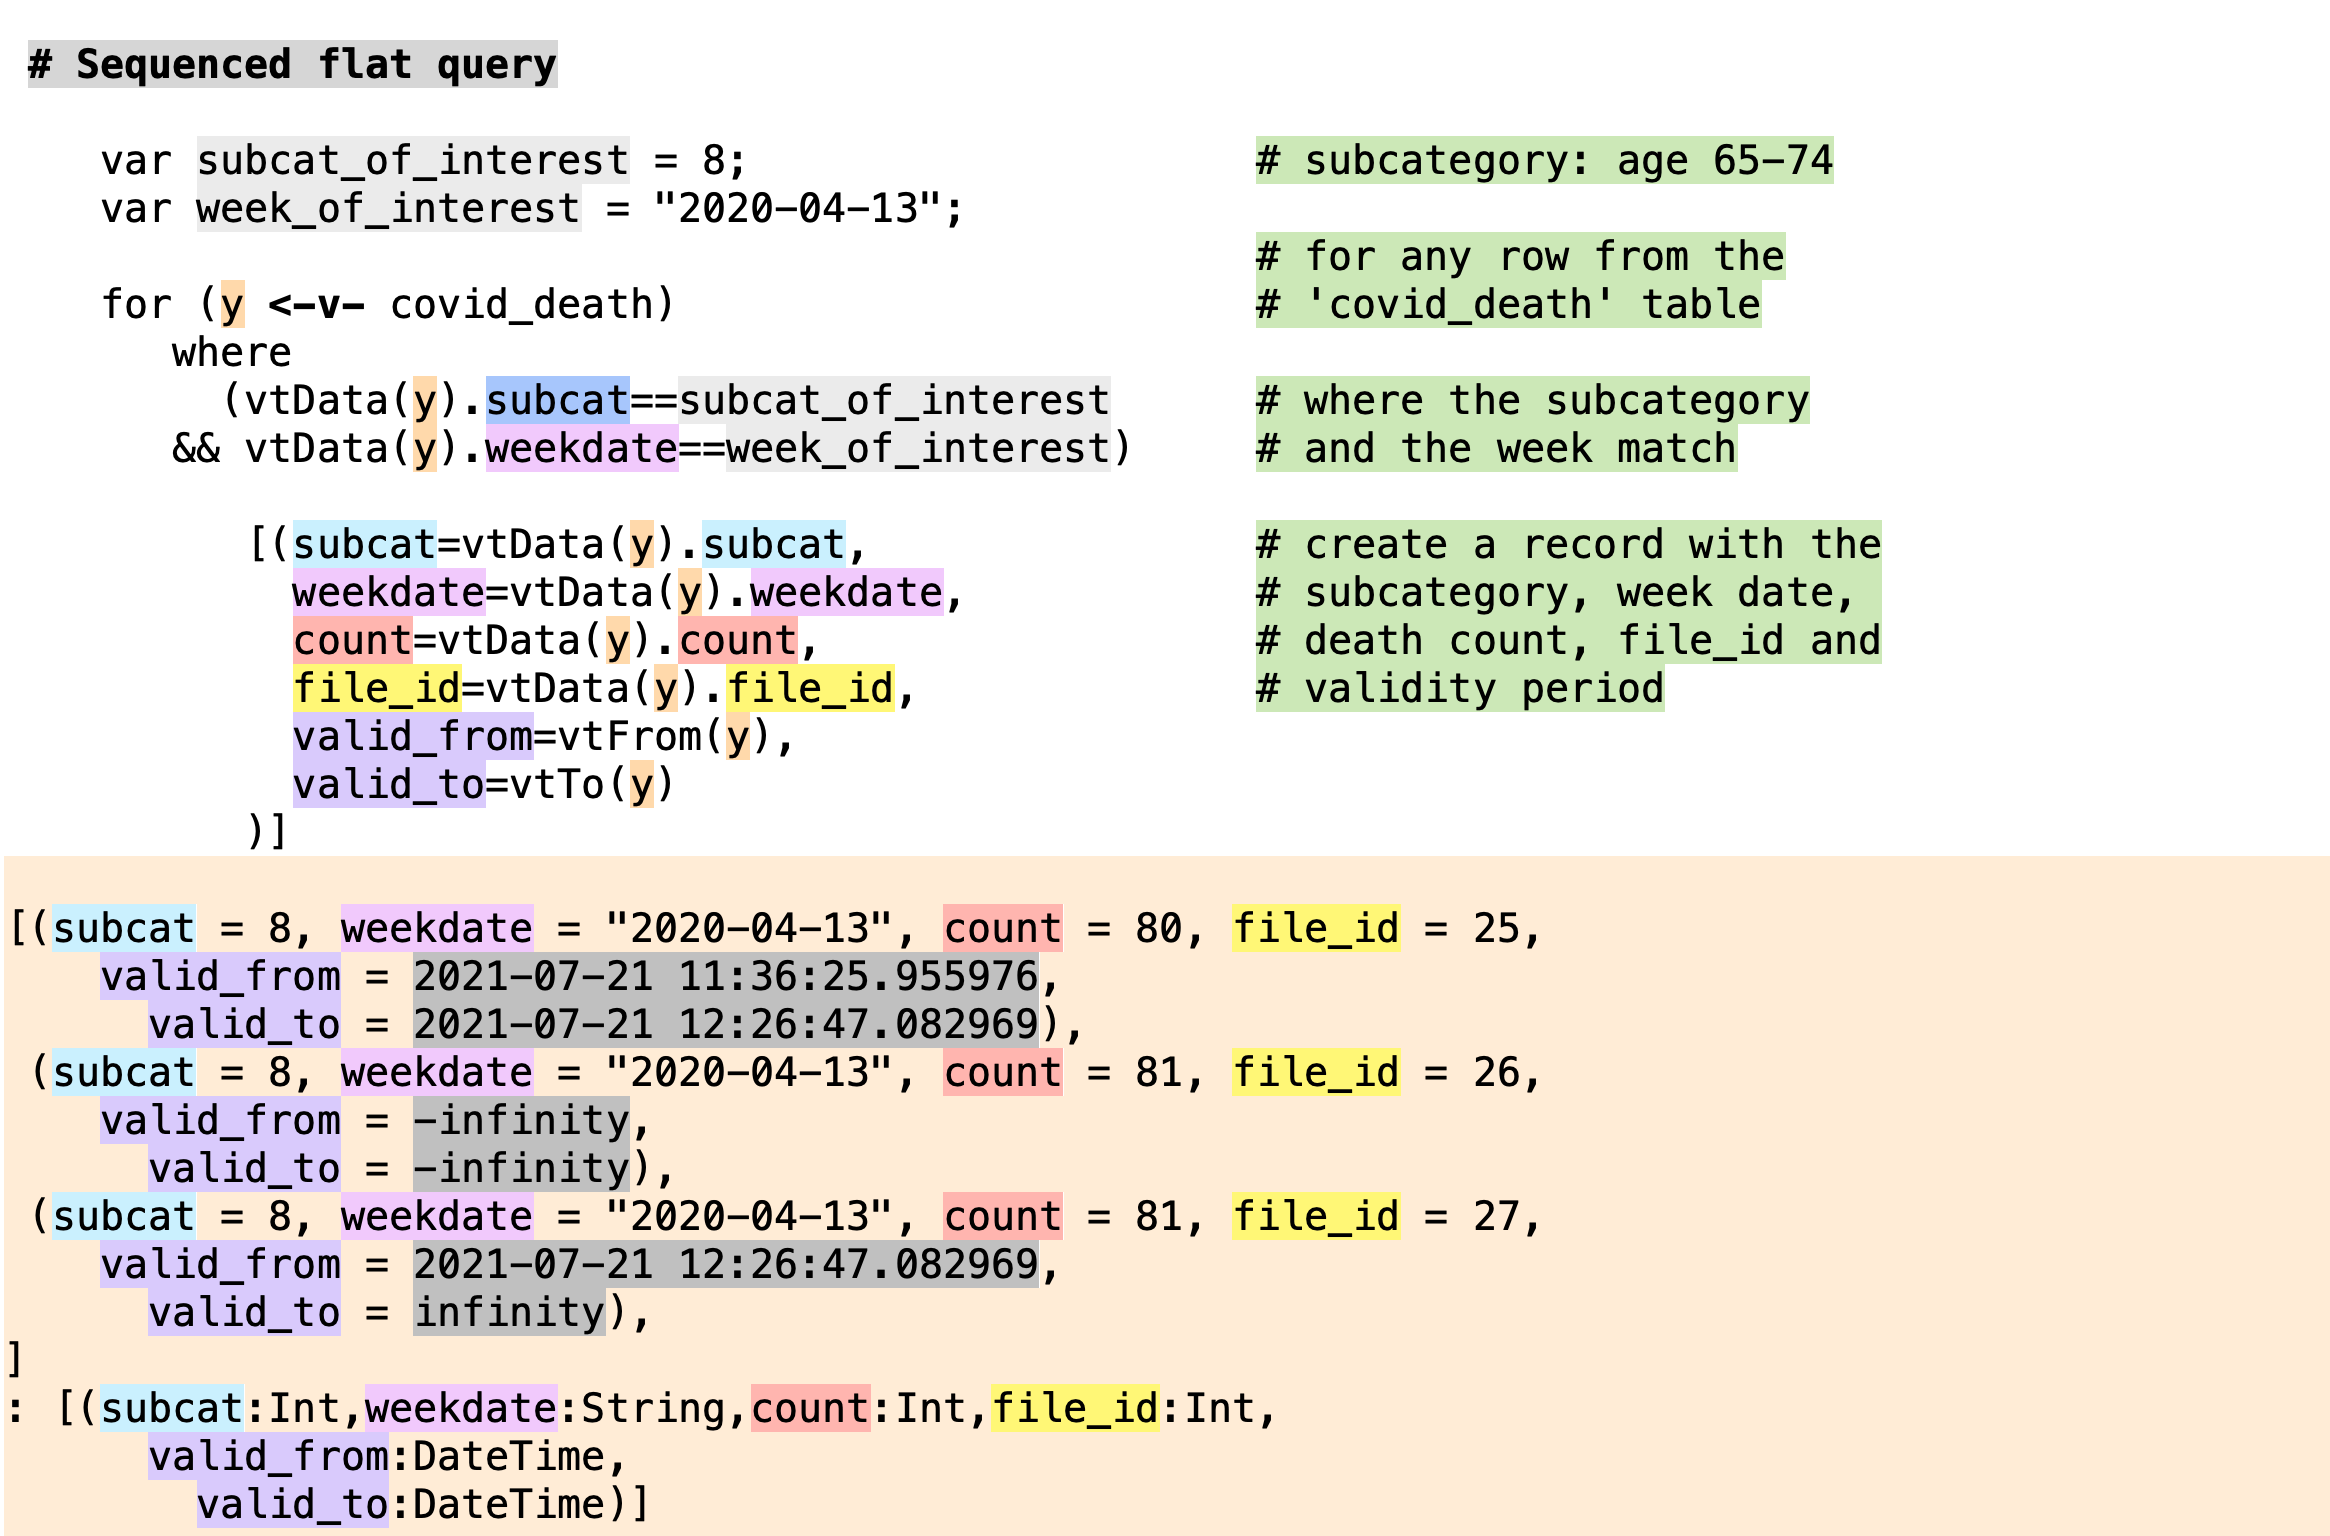 # Sequenced flat query
var subcat_of_interest = 8; # subcategory: age 65-74
var week_of_interest = "2020-04-13";
# for any row from the
for (y <-v- covid_death) # 'covid_death' table
where
(vtData(y).subcat==subcat_of_interest # where the subcategory
&& vtData(y).weekdate==week_of_interest) # and the week match
[(subcat=vtData(y).subcat, # create a record with the
weekdate=vtData(y).weekdate, # subcategory, week date,
count=vtData(y).count, # death count, file_id and
file_id=vtData(y).file_id, # validity period
valid_from=vtFrom(y),
valid_to=vtTo(y)
)]
[(subcat = 8, weekdate = "2020-04-13", count = 80, file_id = 25,
valid_from = 2021-07-21 11:36:25.955976,
valid_to = 2021-07-21 12:26:47.082969),
(subcat = 8, weekdate = "2020-04-13", count = 81, file_id = 26,
valid_from = -infinity,
valid_to = -infinity),
(subcat = 8, weekdate = "2020-04-13", count = 81, file_id = 27,
valid_from = 2021-07-21 12:26:47.082969,
valid_to = infinity),
]
: [(subcat:Int,weekdate:String,count:Int,file_id:Int,
valid_from:DateTime,
valid_to:DateTime)]